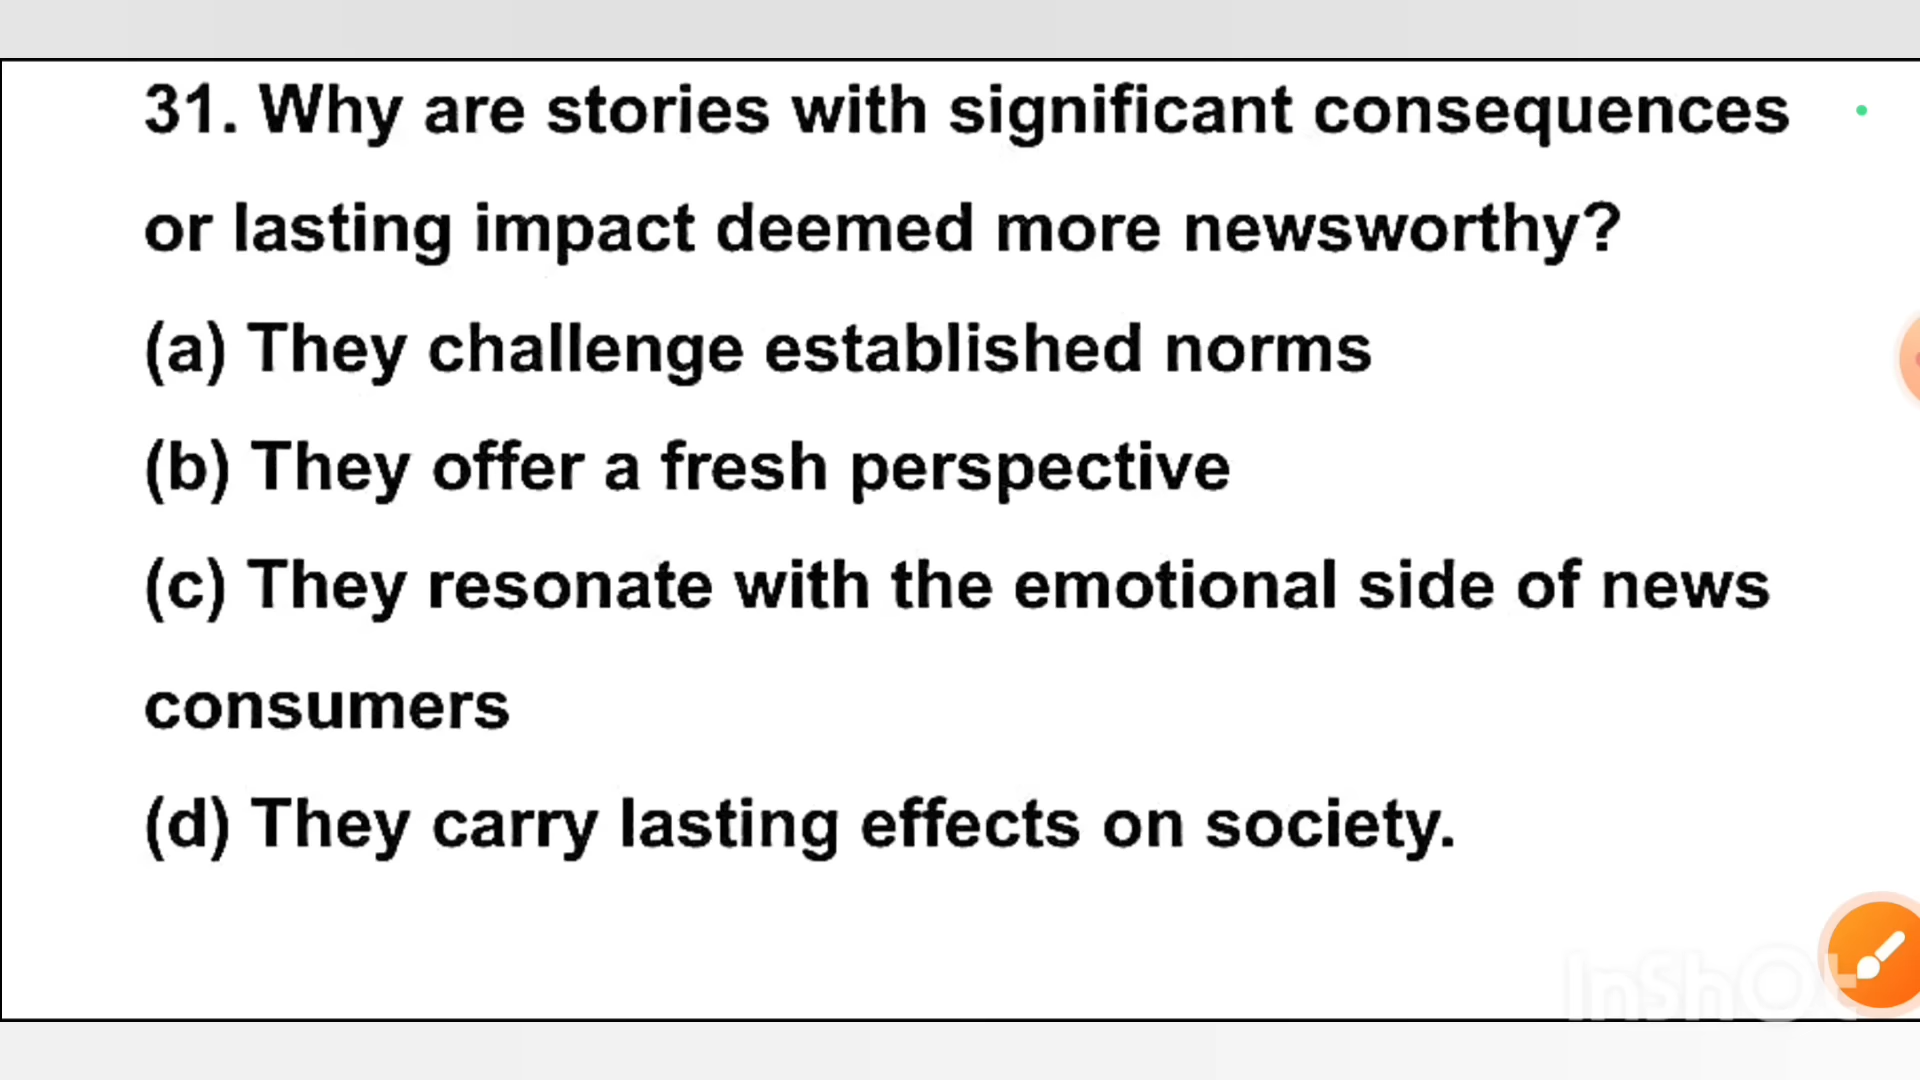 31. Why are stories with significant consequences
or lasting impact deemed more newsworthy?
(a) They challenge established norms
(b) They offer a fresh perspective
(c) They resonate with the emotional side of news
consumers
(d) They carry lasting effects on society.
InShOt